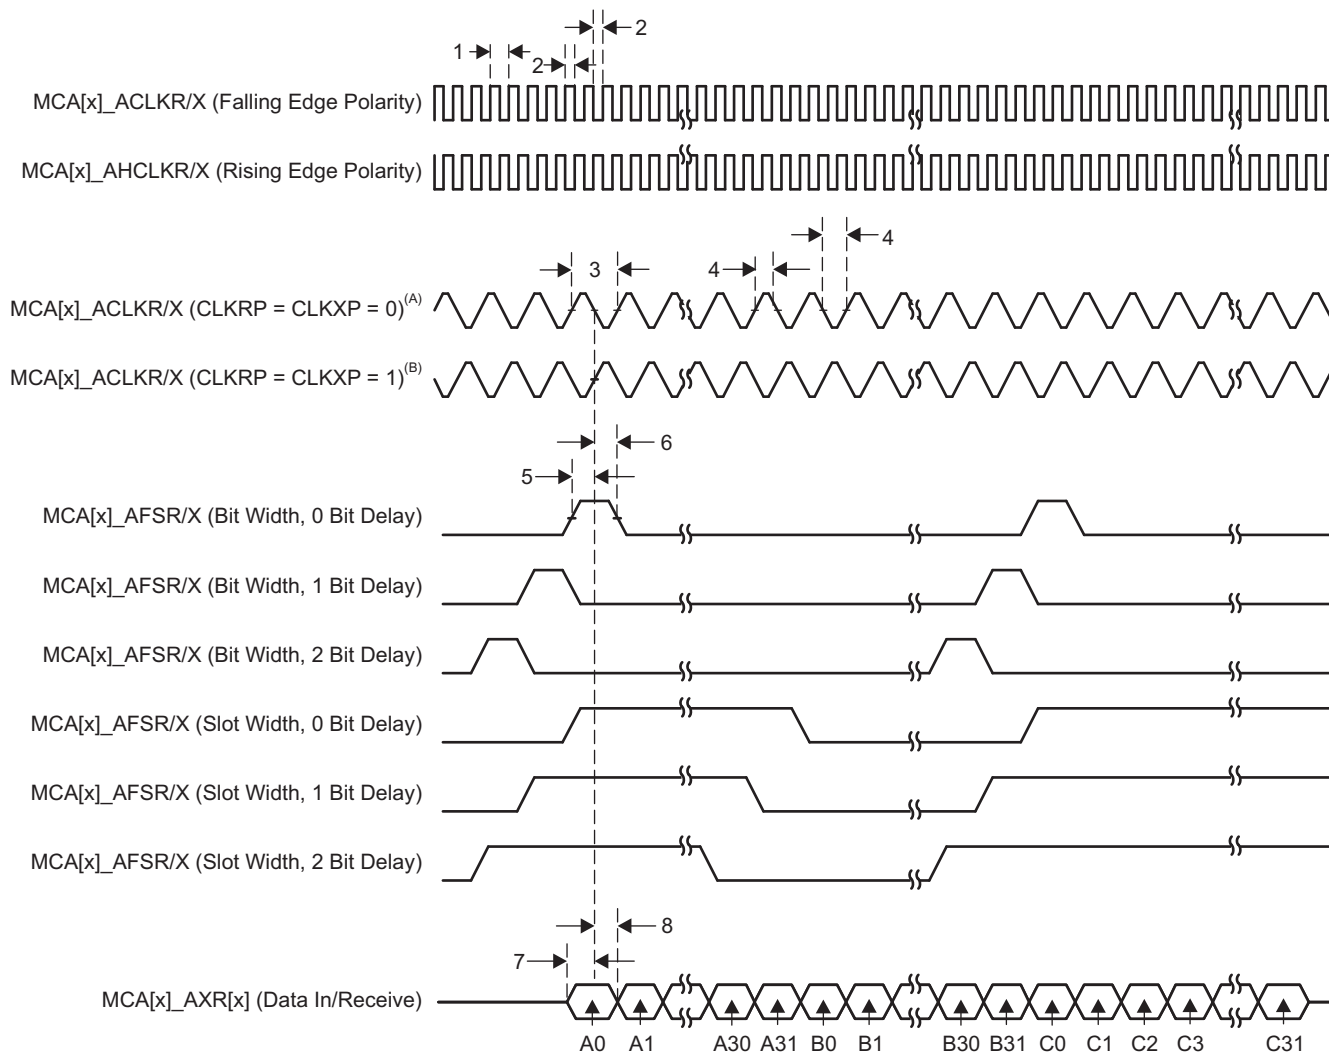 2
1
2
MCA[x]_ACLKR/X (Falling Edge Polarity)
MCA[x]_AHCLKR/X (Rising Edge Polarity)
4
3
4
MCA[x]_ACLKR/X (CLKRP = CLKXP = 0)(A)
MCA[x]_ACLKR/X (CLKRP = CLKXP = 1)(B)
6
5
MCA[x]_AFSR/X (Bit Width, 0 Bit Delay)
MCA[x]_AFSR/X (Bit Width, 1 Bit Delay)
MCA[x]_AFSR/X (Bit Width, 2 Bit Delay)
MCA[x]_AFSR/X (Slot Width, 0 Bit Delay)
MCA[x]_AFSR/X (Slot Width, 1 Bit Delay)
MCA[x]_AFSR/X (Slot Width, 2 Bit Delay)
8
7
MCA[x]_AXR[x] (Data In/Receive)
A0 A1 A30 A31 B0 B1 B30 B31 C0 C1 C2 C3 C31